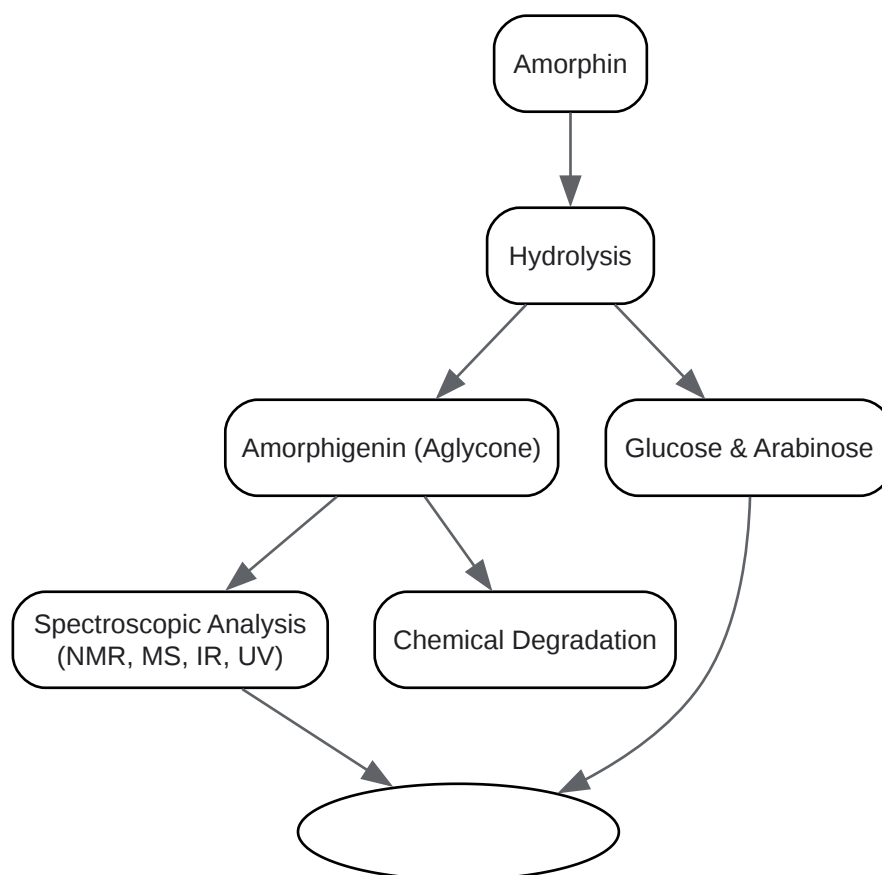 Amorphin
Hydrolysis
Amorphigenin (Aglycone)
Glucose & Arabinose
Spectroscopic Analysis
(NMR, MS, IR, UV)
Chemical Degradation